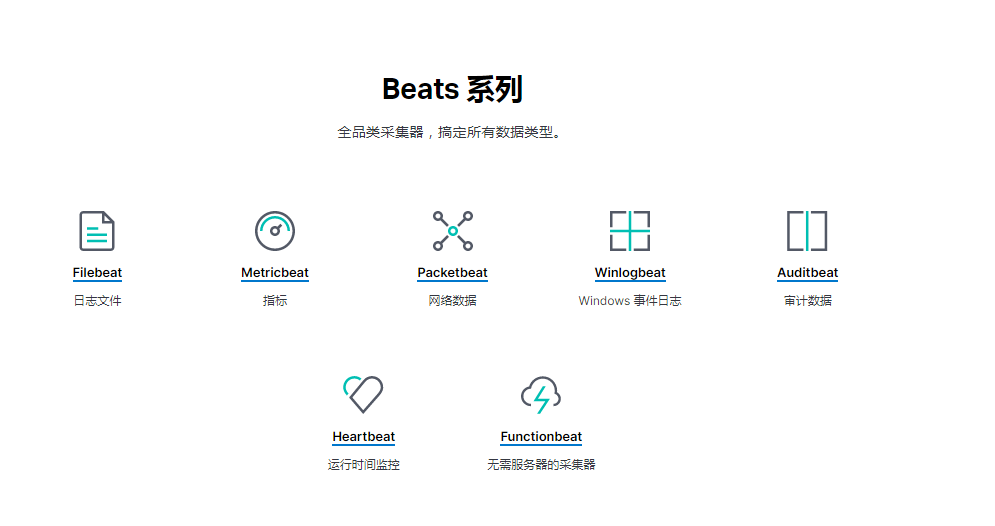 Beats 系列
全品类采集器，搞定所有数据类型。
Filebeat
Metricbeat
Packetbeat
Winlogbeat
Auditbeat
日志文件
指标
网络数据
Windows 事件日志
审计数据
Heartbeat
Functionbeat
运行时间监控
无需服务器的采集器